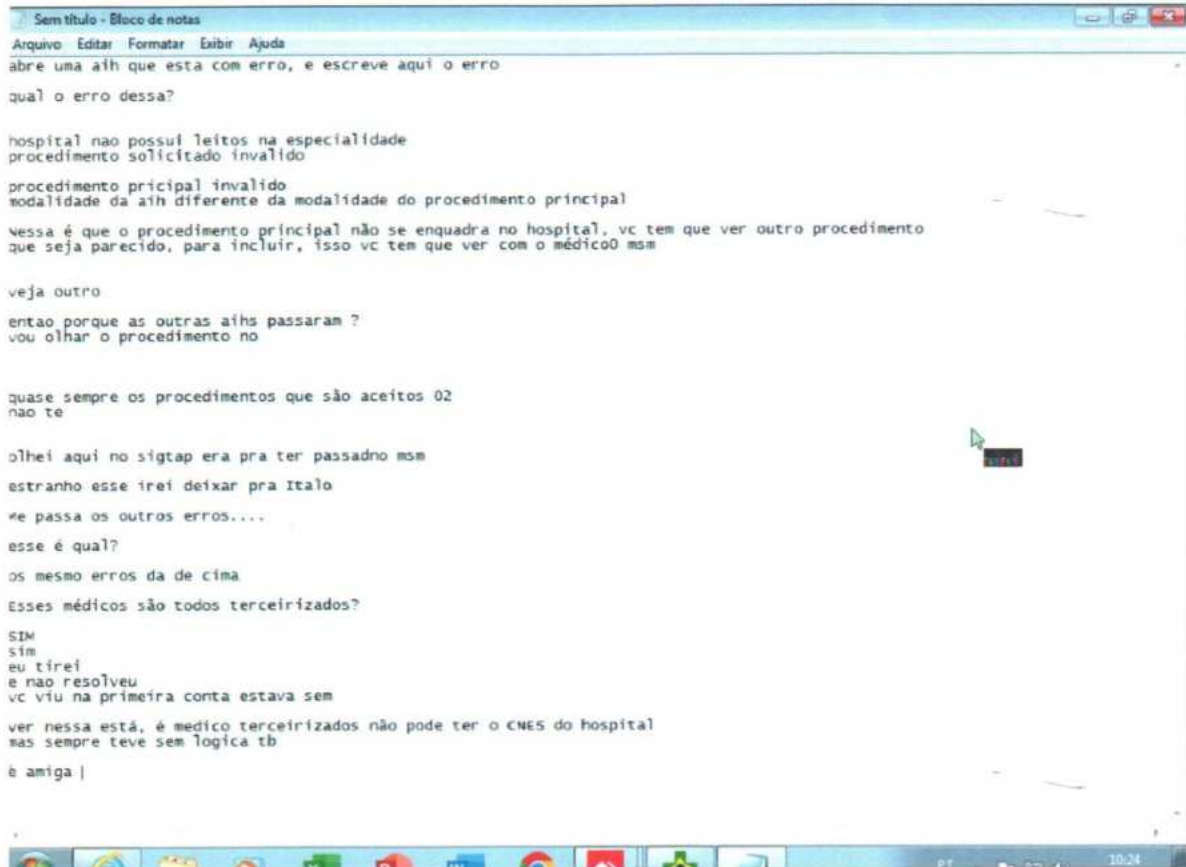 Sem título - Bloco de notas
Arquivo Editar Formatar Exibir Ajuda
abre uma aih que esta com erro, e escreve aqui o erro
qual o erro dessa?
hospital nao possui leitos na especialidade
procedimento solicitado invalido
procedimento pricipal invalido
modalidade da aih diferente da modalidade do procedimento principal
Nessa é que o procedimento principal não se enquadra no hospital, vc tem que ver outro procedimento
que seja parecido, para incluir, isso vc tem que ver com o médico0 msm
veja outro
entao porque as outras aihs passaram ?
vou olhar o procedimento no
quase sempre os procedimentos que são aceitos 02
nao te
olhei aqui no sigtap era pra ter passadno msm
estranho esse irei deixar pra Italo
Me passa os outros erros....
esse é qual?
os mesmo erros da de cima
Esses médicos são todos terceirizados?
SIM
sim
eu tirei
e nao resolveu
vc viu na primeira conta estava sem
ver nessa está, é medico terceirizados não pode ter o CNES do hospital
mas sempre teve sem logica tb
è amiga
PT
10:24